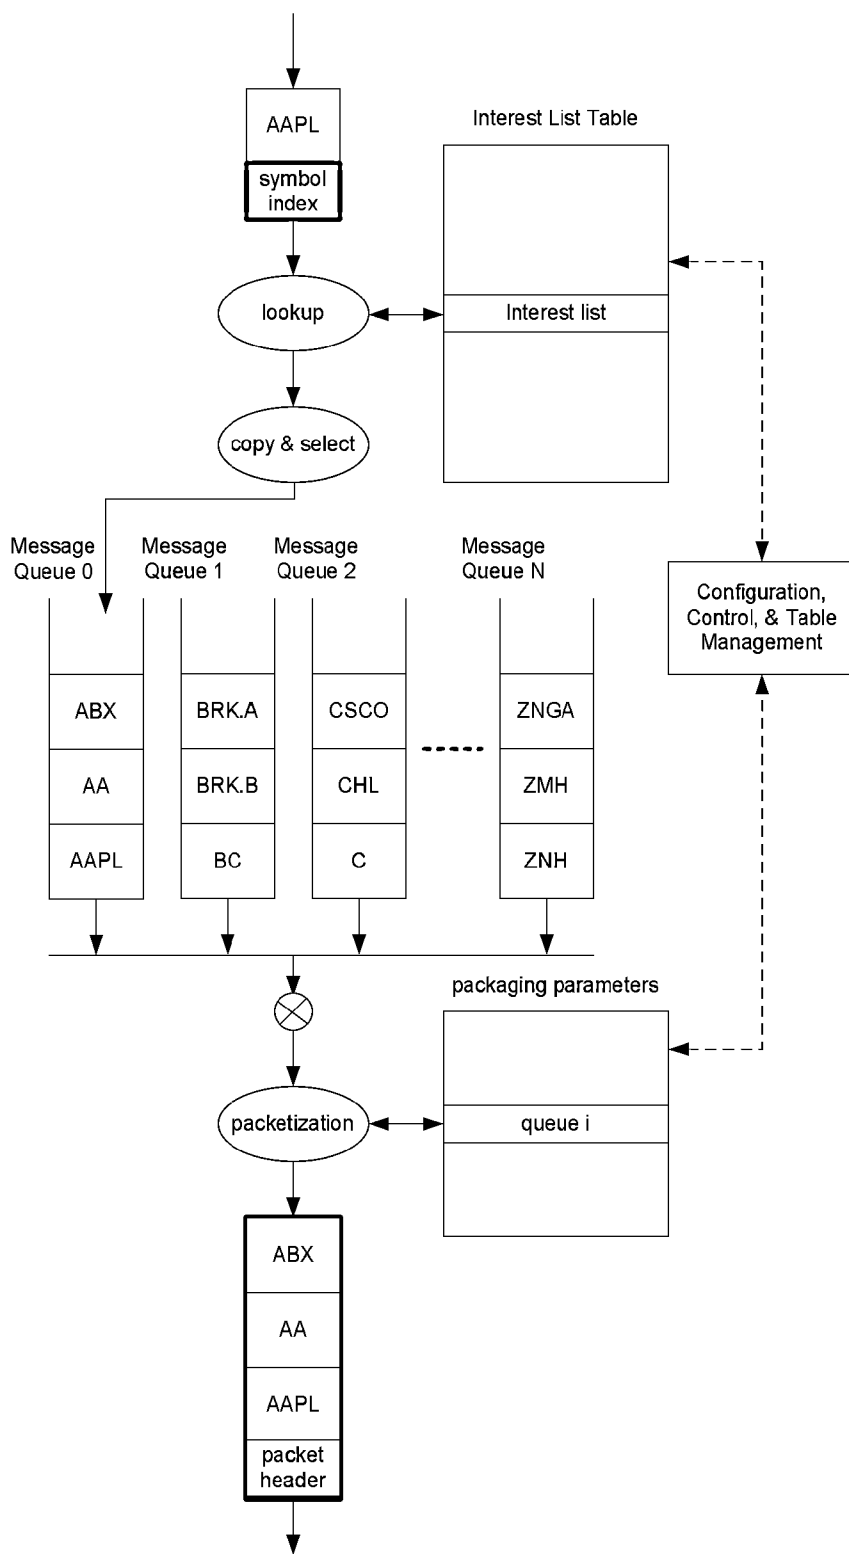 AAPL
symbol
index
Interest List Table
lookup
Interest list
copy & select
Message
Queue 0
Message
Queue 1
Message
Queue 2
Message
Queue N
Configuration,
Control, & Table
Management
ABX
BRK.A
CSCO
ZNGA
AA
BRK.B
CHL
ZMH
AAPL
BC
C
ZNH
packaging parameters
packetization
queue i
ABX
AA
AAPL
packet
header